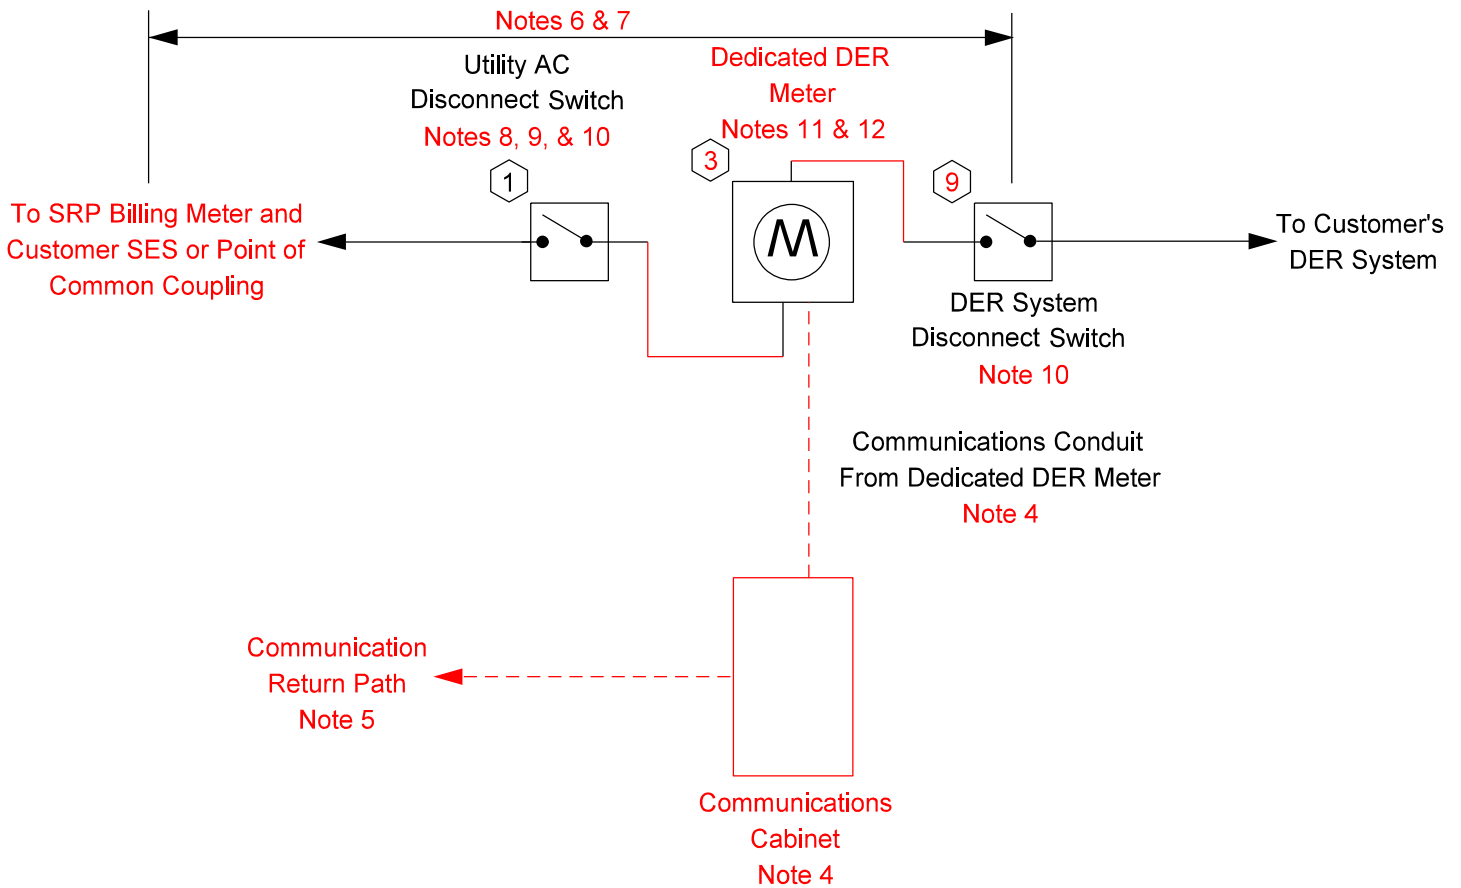 Notes 6 & 7
Utility AC
Disconnect Switch
Notes 8, 9, & 10
Dedicated DER
Meter
Notes 11 & 12
1
3
9
To SRP Billing Meter and
Customer SES or Point of
Common Coupling
M
To Customer's
DER System
DER System
Disconnect Switch
Note 10
Communications Conduit
From Dedicated DER Meter
Note 4
Communication
Return Path
Note 5
Communications
Cabinet
Note 4